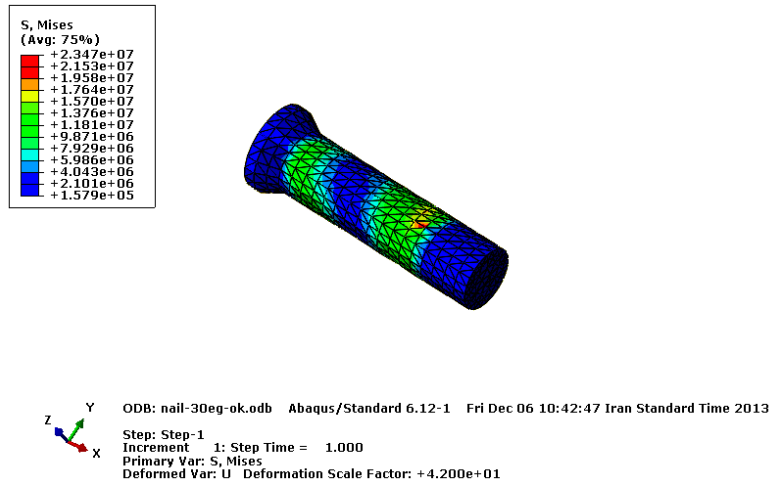 S, Mises
(Avg: 75%)
+2.347e+07
+2.153e+07
+1.958e+07
+1.764e+07
+1.570e+07
+1.376e+07
+1.181e+07
+9.871e+06
+7.929e+06
+5.986e+06
+4.043e+06
+2.101e+06
+1.579e+05
Y
Z
X
ODB: nail-30eg-ok.odb Abaqus/Standard 6.12-1 Fri Dec 06 10:42:47 Iran Standard Time 2013
Step: Step-1
Increment 1: Step Time = 1.000
Primary Var: S, Mises
Deformed Var: U Deformation Scale Factor: +4.200e+01